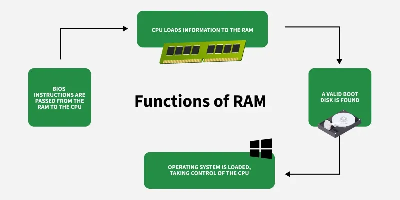 CPU LOADS INFORMATION TO THE RAM
BIOS
INSTRUCTIONS ARE
PASSED FROM THE
RAM TO THE CPU
Functions of RAM
A VALID BOOT
DISK IS FOUND
OPERATING SYSTEM IS LOADED,
TAKING CONTROL OF THE CPU